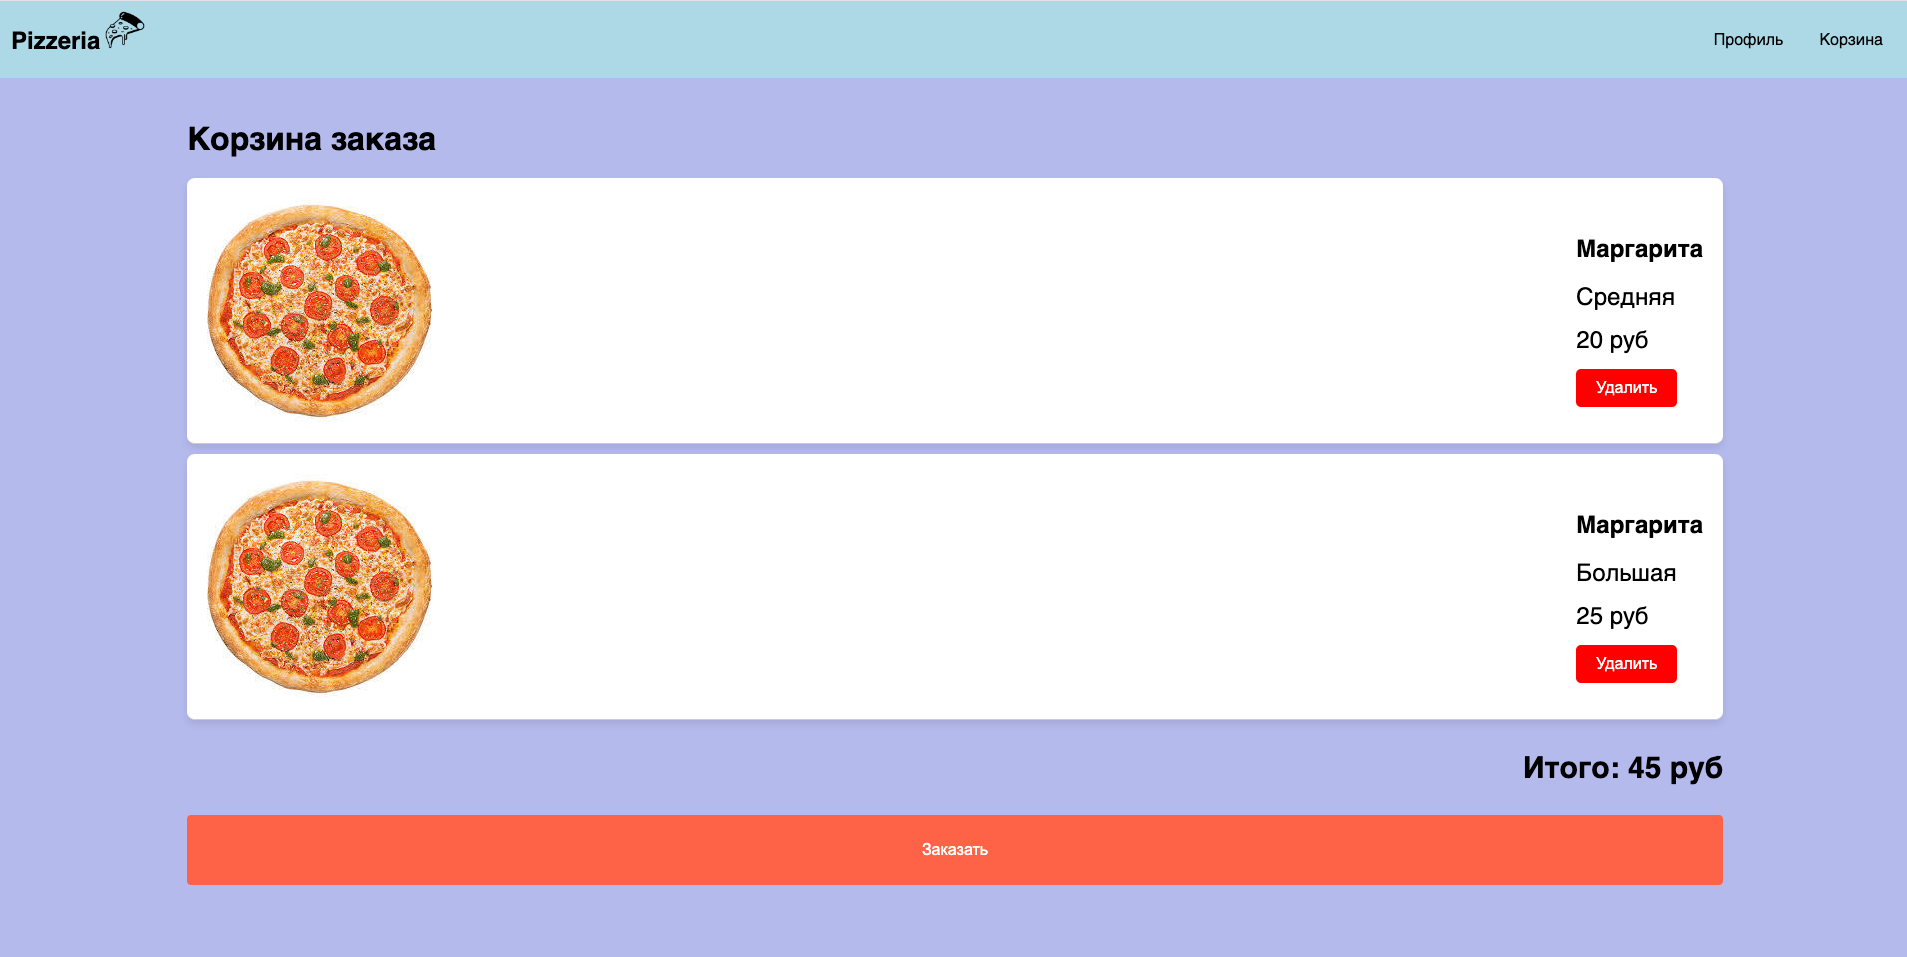 Pizzeria
Профиль
Корзина
Корзина заказа
Маргарита
Средняя
20 руб
Удалить
Маргарита
Большая
25 руб
Удалить
Итого: 45 руб
Заказать